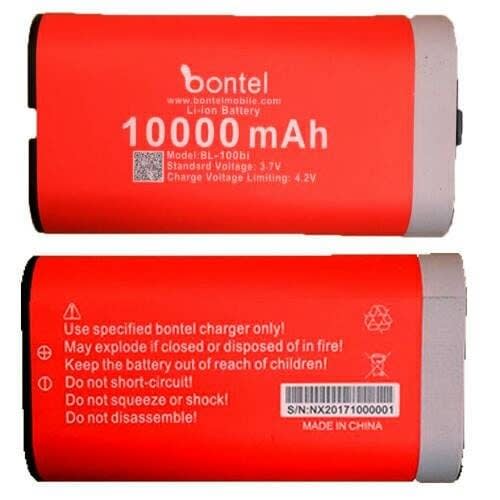 bontel
www.bontelmobile.com
Li-ion Battery
10000 mAh
Model:BL-100bi
Standsrd Voltage: 3.7V
Charge Voltage Limiting: 4.2V
Use specified bontel charger only!
May explode if closed or disposed of in fire!
Keep the battery out of reach of children!
Do not short-circuit!
Do not squeeze or shock!
Do not disassemble!
S/N:NX20171000001
MADE IN CHINA